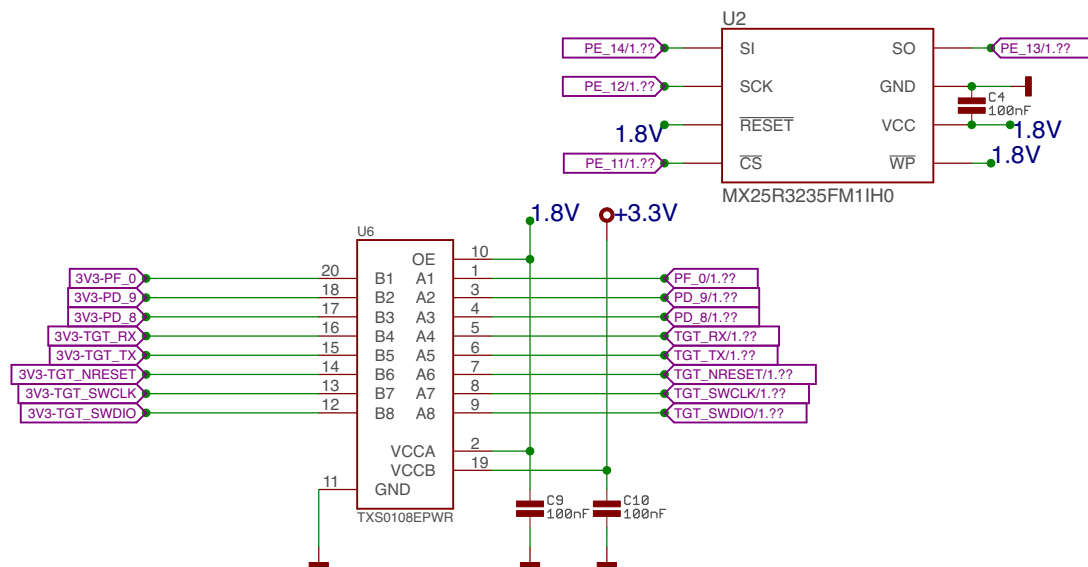 U2
PE_14/1.??
SI
SO
PE_13/1.??
PE_12/1.??
SCK
GND
C4
100nF
1.8V
RESET
VCC
1.8V
PE_11/1.??
CS
WP
1.8V
MX25R3235FM1IH0
1.8V
+3.3V
U6
OE
10
3V3-PF_0
20
B1
A1
1
PF_0/1.??
3V3-PD_9
18
B2
A2
3
PD_9/1.??
3V3-PD_8
17
B3
A3
4
PD_8/1.??
3V3-TGT_RX
16
B4
A4
5
TGT_RX/1.??
3V3-TGT_TX
15
B5
A5
6
TGT_TX/1.??
3V3-TGT_NRESET
14
B6
A6
7
TGT_NRESET/1.??
3V3-TGT_SWCLK
13
B7
A7
8
TGT_SWCLK/1.??
3V3-TGT_SWDIO
12
B8
A8
9
TGT_SWDIO/1.??
VCCA
2
VCCB
19
11
GND
TXS0108EPWR
C9
100nF
C10
100nF